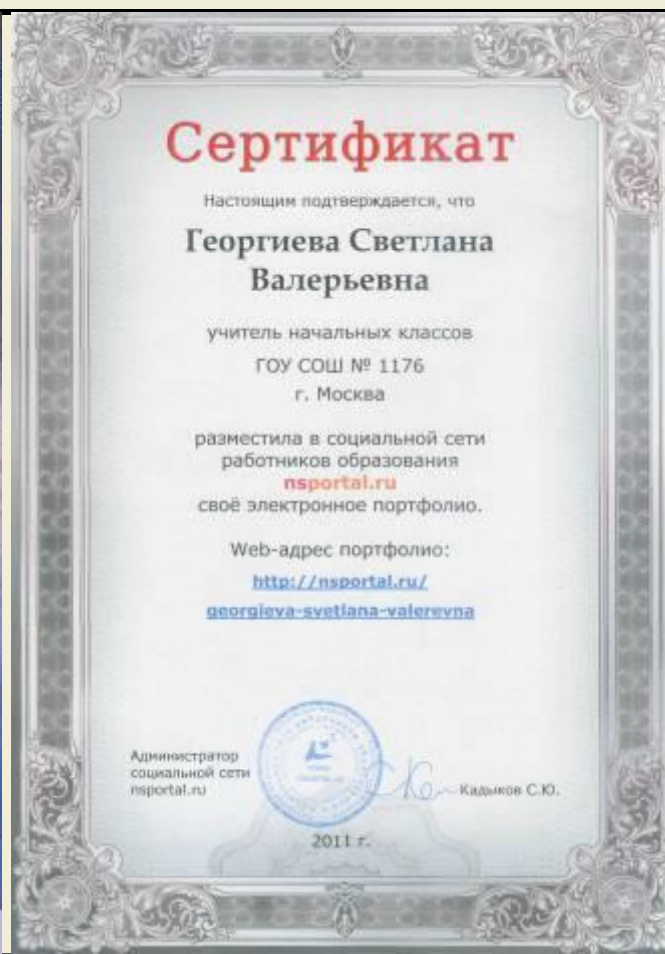 Сертификат
Настоящим подтверждается, что
Георгиева Светлана
Валерьевна
учитель начальных классов
ГОУ СОШ № 1176
г. Москва
разместила в социальной сети
работников образования
nsportal.ru
своё электронное портфолио.
Web-адрес портфолио:
http://nsportal.ru/
georgieva-svetlana-valerevna
Администратор
социальной сети
nsportal.ru
Кадыков С.Ю.
2011 г.